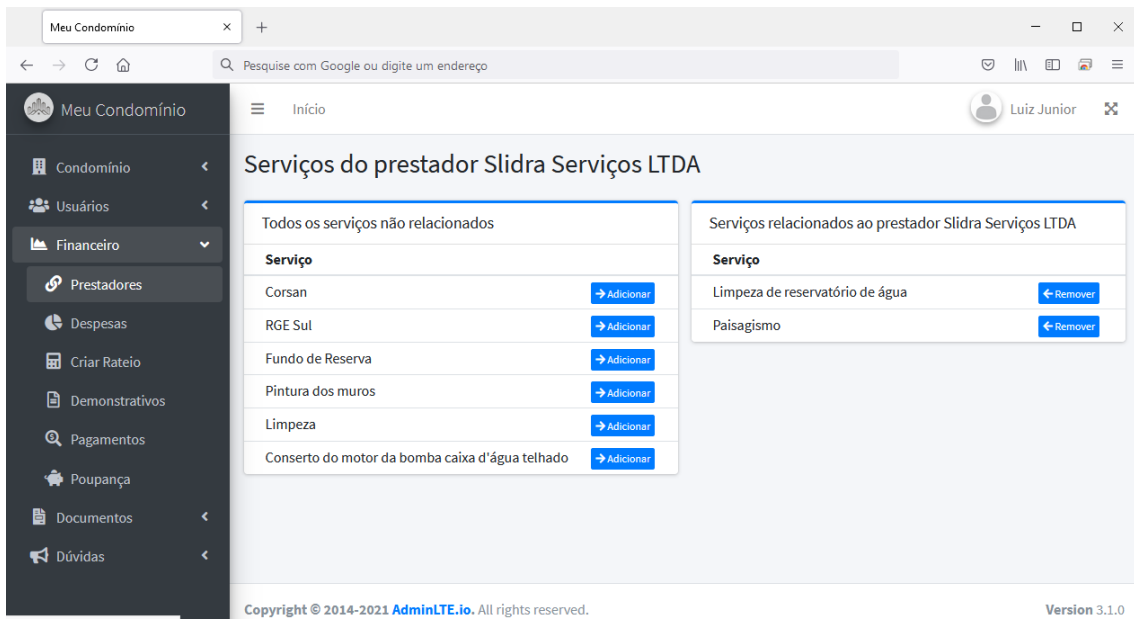 Meu Condomínio
Pesquise com Google ou digite um endereço
Meu Condomínio
Início
Luiz Junior
Condomínio
Usuários
Financeiro
Prestadores
Despesas
Criar Rateio
Demonstrativos
Pagamentos
Poupança
Documentos
Dúvidas
Serviços do prestador Slidra Serviços LTDA
Todos os serviços não relacionados
Serviço
Corsan Adicionar
RGE Sul Adicionar
Fundo de Reserva Adicionar
Pintura dos muros Adicionar
Limpeza Adicionar
Conserto do motor da bomba caixa d'água telhado Adicionar
Serviços relacionados ao prestador Slidra Serviços LTDA
Serviço
Limpeza de reservatório de água Remover
Paisagismo Remover
Copyright © 2014-2021 AdminLTE.io. All rights reserved.
Version 3.1.0